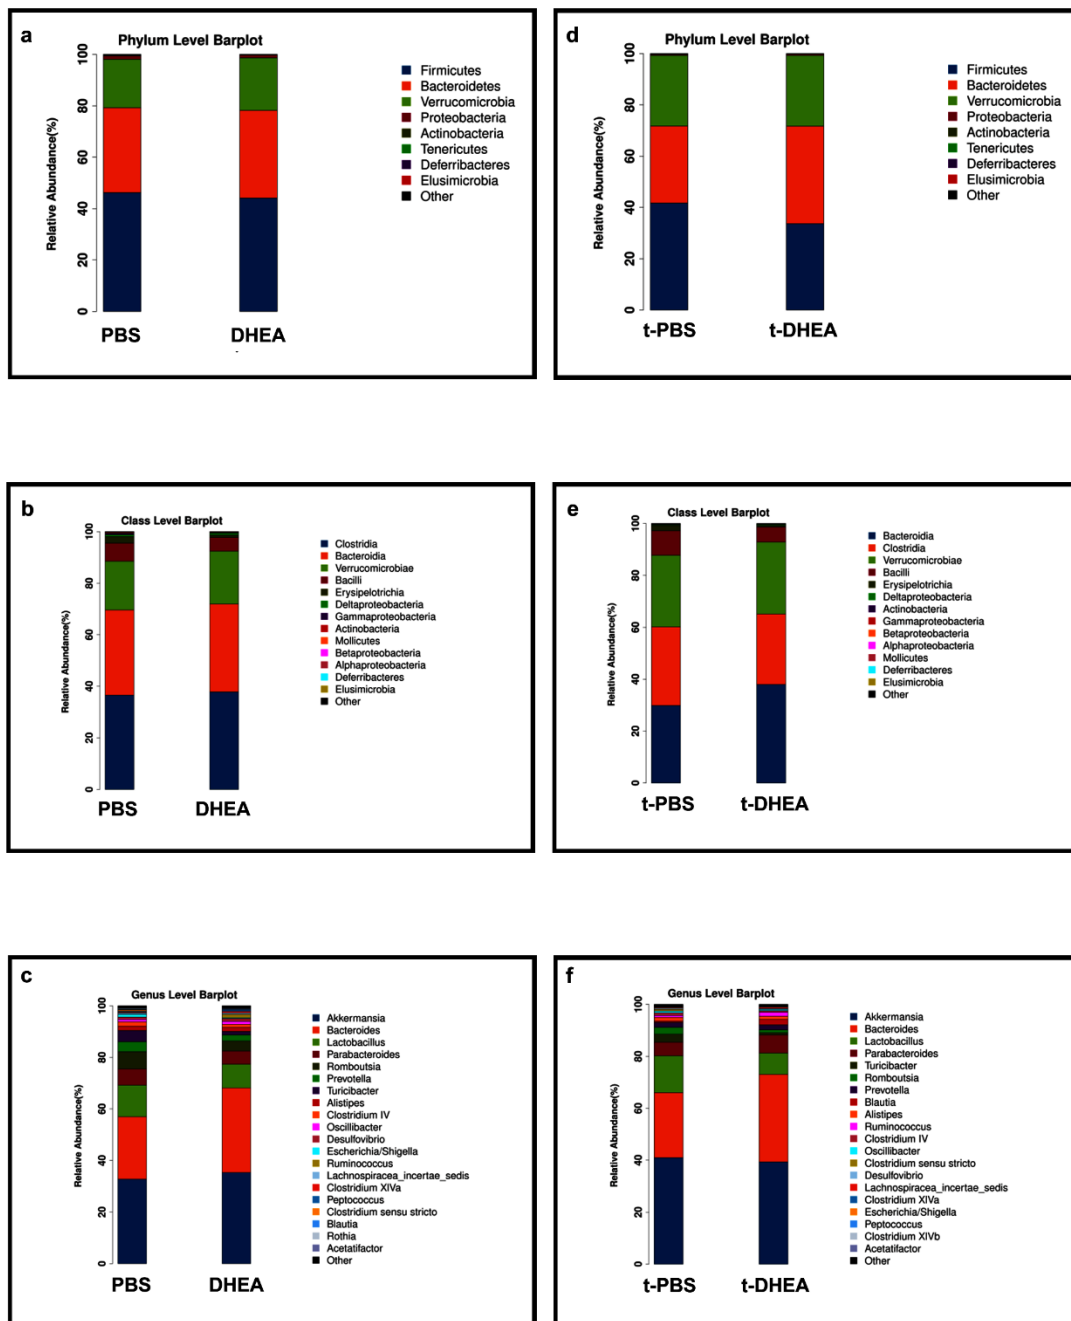 a
Phylum Level Barplot
Relative Abundance(%)
0 20 40 60 80 100
Firmicutes
Bacteroidetes
Verrucomicrobia
Proteobacteria
Actinobacteria
Tenericutes
Deferribacteres
Elusimicrobia
Other
PBS DHEA
d
Phylum Level Barplot
Relative Abundance(%)
0 20 40 60 80 100
Firmicutes
Bacteroidetes
Verrucomicrobia
Proteobacteria
Actinobacteria
Tenericutes
Deferribacteres
Elusimicrobia
Other
t-PBS t-DHEA
b
Class Level Barplot
Relative Abundance(%)
0 20 40 60 80 100
Clostridia
Bacteroidia
Verrucomicrobiae
Bacilli
Erysipelotrichia
Deltaproteobacteria
Gammaproteobacteria
Actinobacteria
Mollicutes
Betaproteobacteria
Alphaproteobacteria
Deferribacteres
Elusimicrobia
Other
PBS DHEA
e
Class Level Barplot
Relative Abundance(%)
0 20 40 60 80 100
Bacteroidia
Clostridia
Verrucomicrobiae
Bacilli
Erysipelotrichia
Deltaproteobacteria
Actinobacteria
Gammaproteobacteria
Betaproteobacteria
Alphaproteobacteria
Mollicutes
Deferribacteres
Elusimicrobia
Other
t-PBS t-DHEA
c
Genus Level Barplot
Relative Abundance(%)
0 20 40 60 80 100
Akkermansia
Bacteroides
Lactobacillus
Parabacteroides
Romboutsia
Prevotella
Turicibacter
Alistipes
Clostridium IV
Oscillibacter
Desulfovibrio
Escherichia/Shigella
Ruminococcus
Lachnospiracea_incertae_sedis
Clostridium XIVa
Peptococcus
Clostridium sensu stricto
Blautia
Rothia
Acetatifactor
Other
PBS DHEA
f
Genus Level Barplot
Relative Abundance(%)
0 20 40 60 80 100
Akkermansia
Bacteroides
Lactobacillus
Parabacteroides
Turicibacter
Romboutsia
Prevotella
Blautia
Alistipes
Ruminococcus
Clostridium IV
Oscillibacter
Clostridium sensu stricto
Desulfovibrio
Lachnospiracea_incertae_sedis
Clostridium XIVa
Escherichia/Shigella
Peptococcus
Clostridium XIVb
Acetatifactor
Other
t-PBS t-DHEA